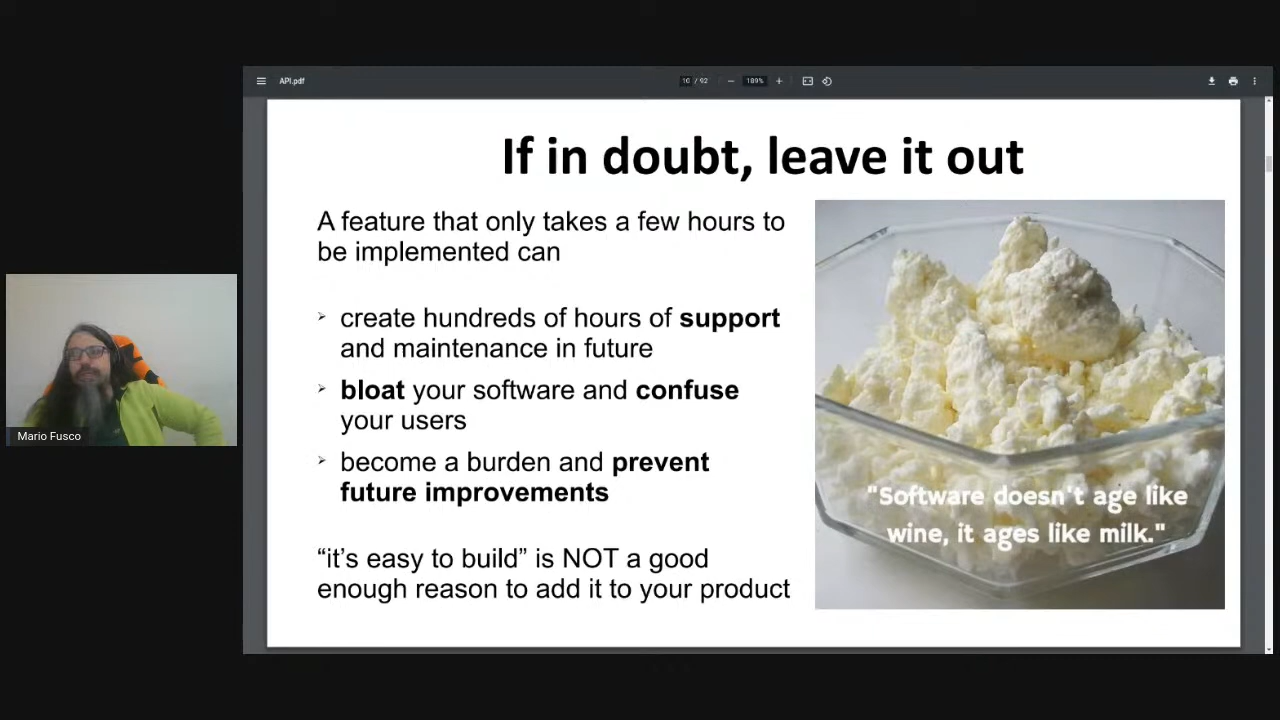 API.pdf
10 / 92
189%
If in doubt, leave it out
A feature that only takes a few hours to
be implemented can
create hundreds of hours of support
and maintenance in future
bloat your software and confuse
your users
become a burden and prevent
future improvements
“it’s easy to build” is NOT a good
enough reason to add it to your product
"Software doesn't age like
wine, it ages like milk."
Mario Fusco